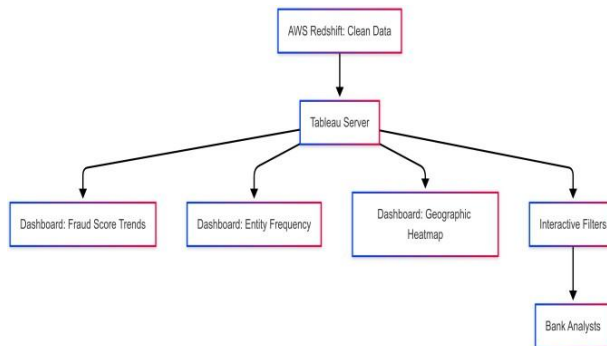 AWS Redshift: Clean Data
Tableau Server
Dashboard: Fraud Score Trends
Dashboard: Entity Frequency
Dashboard: Geographic
Heatmap
Interactive Filters
Bank Analysts